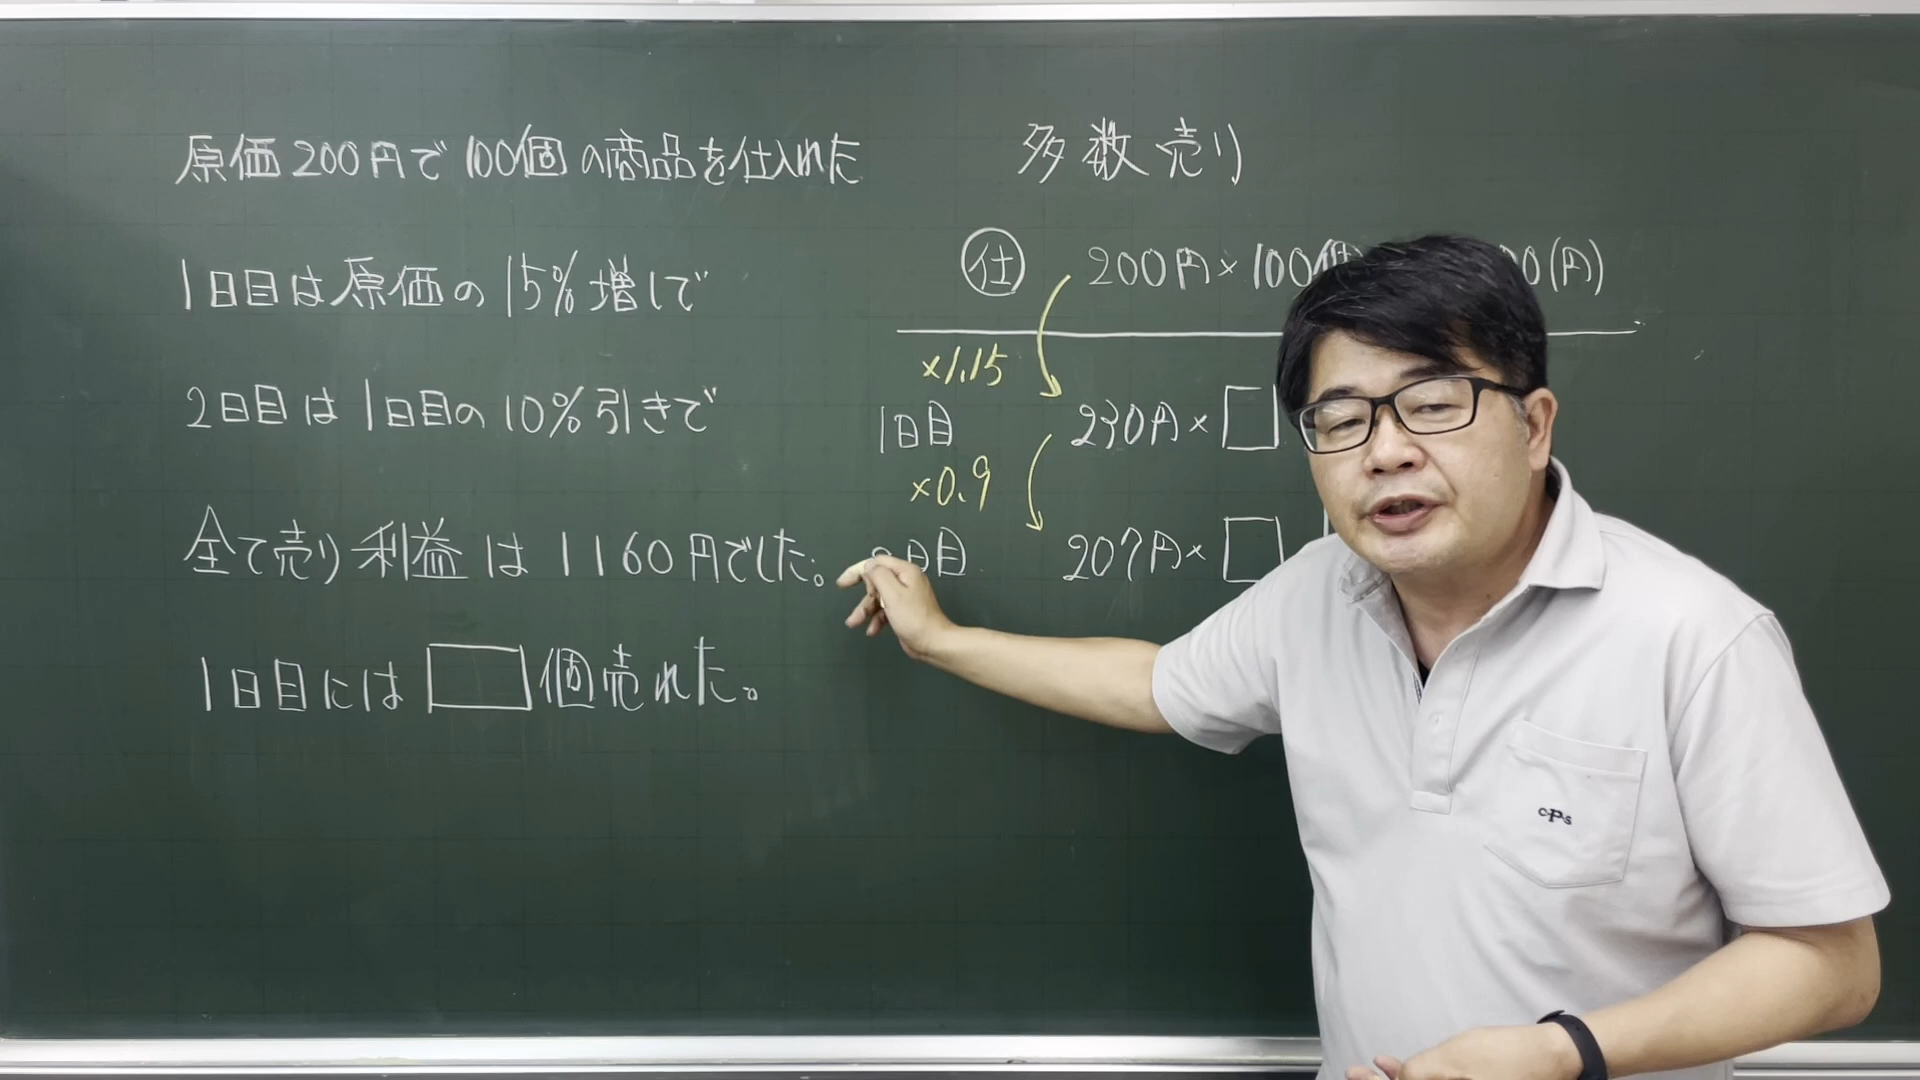 原価200円で100個の商品を仕入れた
1日目は原価の15%増しで
2日目は1日目の10%引きで
全て売り利益は1160円でした。
1日目には□個売れた。
多数売り
仕 200円×100個 00(円)
×1.15
1日目 230円×□
×0.9
2日目 207円×□
CPS